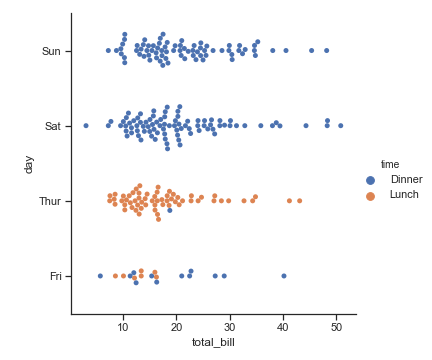 Sun
Sat
Thur
Fri
day
10 20 30 40 50
total_bill
time
Dinner
Lunch